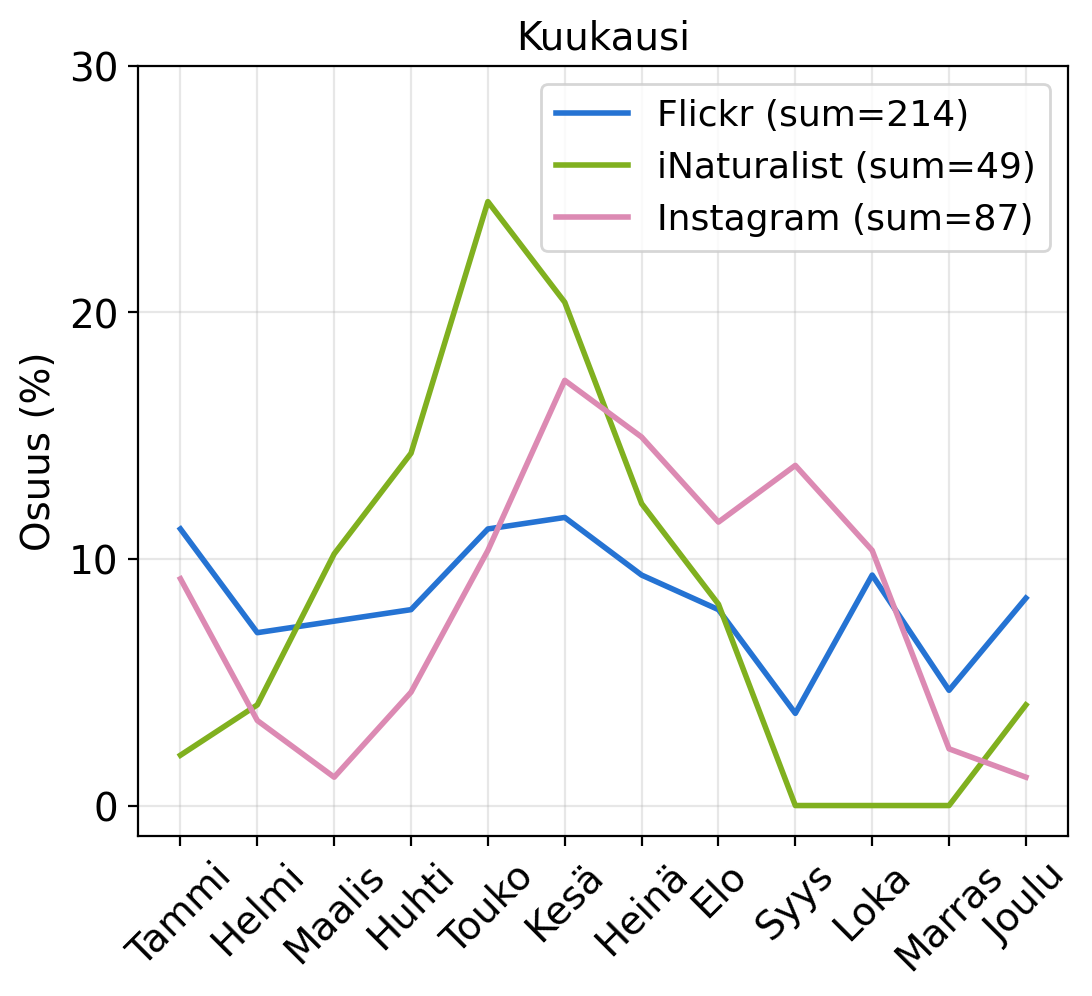 Kuukausi
30
20
10
0
Osuus (%)
Flickr (sum=214)
iNaturalist (sum=49)
Instagram (sum=87)
Tammi
Helmi
Maalis
Huhti
Touko
Kesä
Heinä
Elo
Syys
Loka
Marras
Joulu